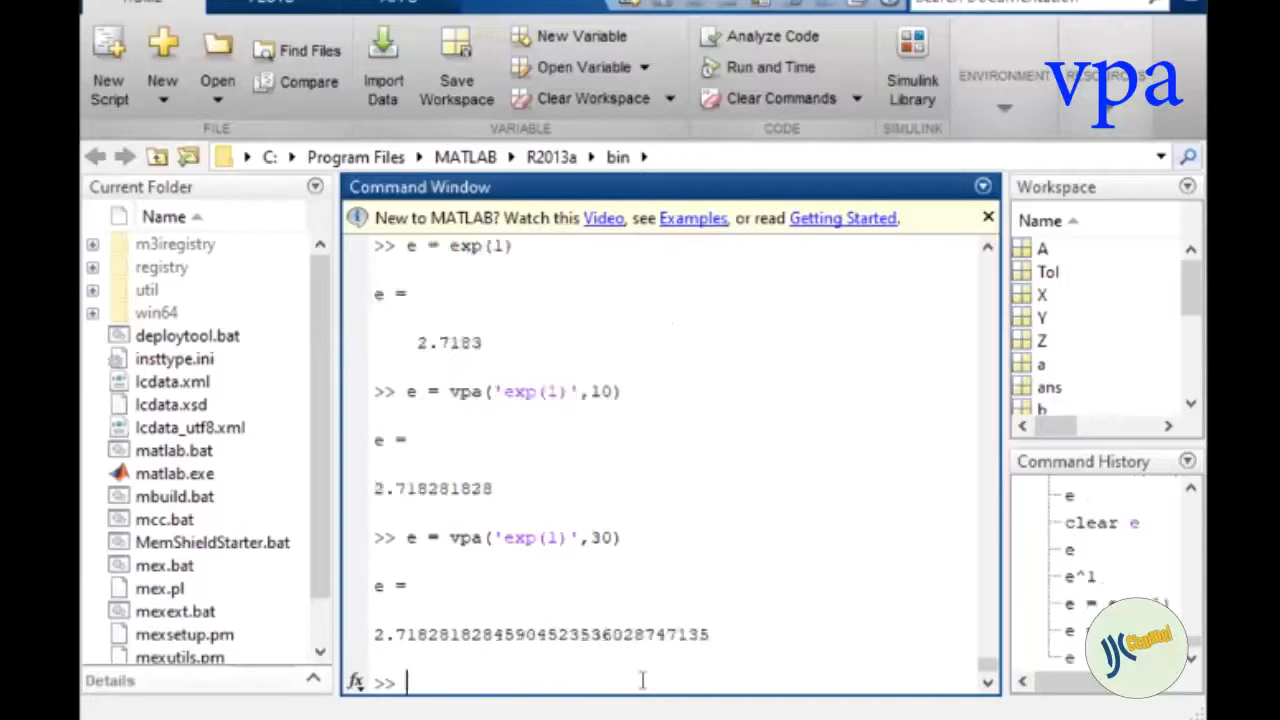 New Script
New
Open
Find Files
Compare
Import Data
Save Workspace
New Variable
Open Variable
Clear Workspace
Analyze Code
Run and Time
Clear Commands
Simulink Library
ENVIRONMENT
vpa
FILE
VARIABLE
CODE
SIMULINK
C: Program Files MATLAB R2013a bin
Current Folder
Name
m3iregistry
registry
util
win64
deploytool.bat
insttype.ini
lcdata.xml
lcdata.xsd
lcdata_utf8.xml
matlab.bat
matlab.exe
mbuild.bat
mcc.bat
MemShieldStarter.bat
mex.bat
mex.pl
mexext.bat
mexsetup.pm
mexutils.pm
Details
Command Window
New to MATLAB? Watch this Video, see Examples, or read Getting Started.
>> e = exp(1)
e =
2.7183
>> e = vpa('exp(1)',10)
e =
2.718281828
>> e = vpa('exp(1)',30)
e =
2.71828182845904523536028747135
fx >>
Workspace
Name
A
Tol
X
Y
Z
a
ans
b
Command History
e
clear e
e
e^1
e =
e
e
JJC Channel